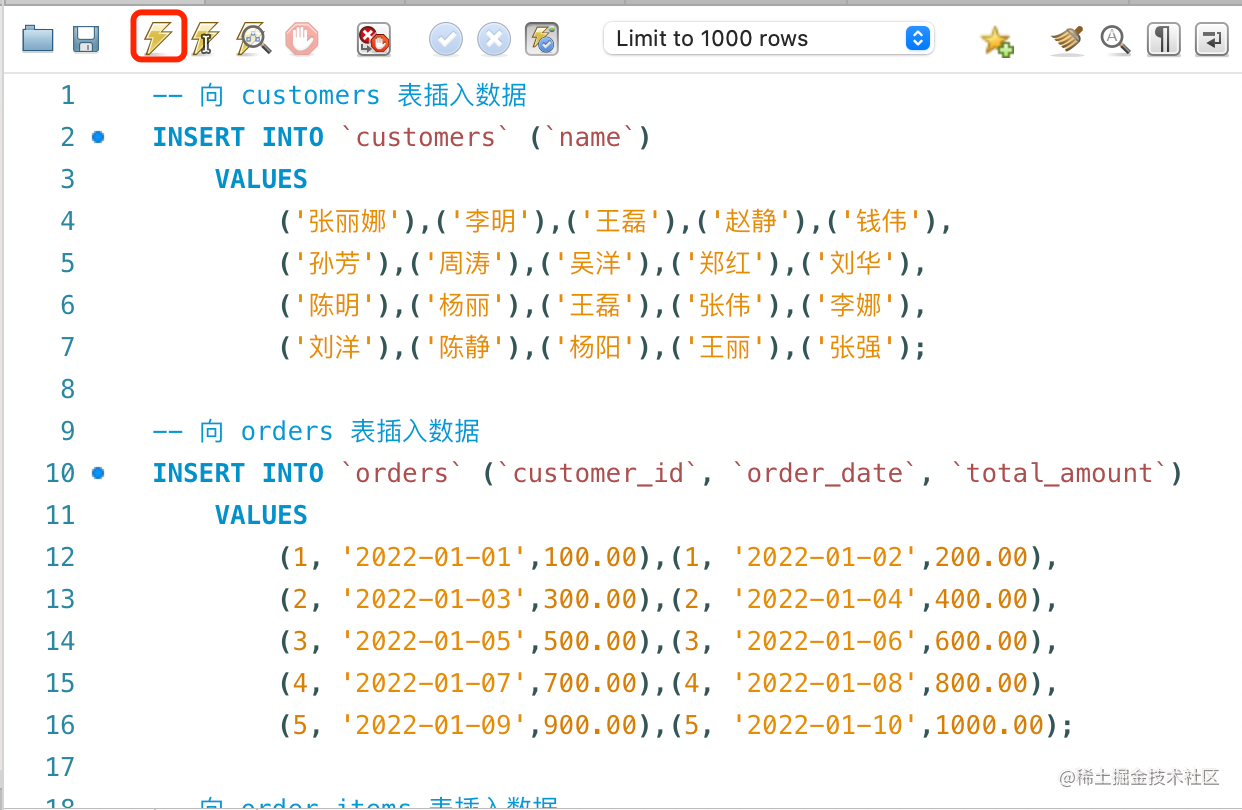 Limit to 1000 rows
1 -- 向 customers 表插入数据
2 INSERT INTO `customers` (`name`)
3 VALUES
4 ('张丽娜'),('李明'),('王磊'),('赵静'),('钱伟'),
5 ('孙芳'),('周涛'),('吴洋'),('郑红'),('刘华'),
6 ('陈明'),('杨丽'),('王磊'),('张伟'),('李娜'),
7 ('刘洋'),('陈静'),('杨阳'),('王丽'),('张强');
8
9 -- 向 orders 表插入数据
10 INSERT INTO `orders` (`customer_id`, `order_date`, `total_amount`)
11 VALUES
12 (1, '2022-01-01',100.00),(1, '2022-01-02',200.00),
13 (2, '2022-01-03',300.00),(2, '2022-01-04',400.00),
14 (3, '2022-01-05',500.00),(3, '2022-01-06',600.00),
15 (4, '2022-01-07',700.00),(4, '2022-01-08',800.00),
16 (5, '2022-01-09',900.00),(5, '2022-01-10',1000.00);
17
18 向 order_items 表插入数据
@稀土掘金技术社区